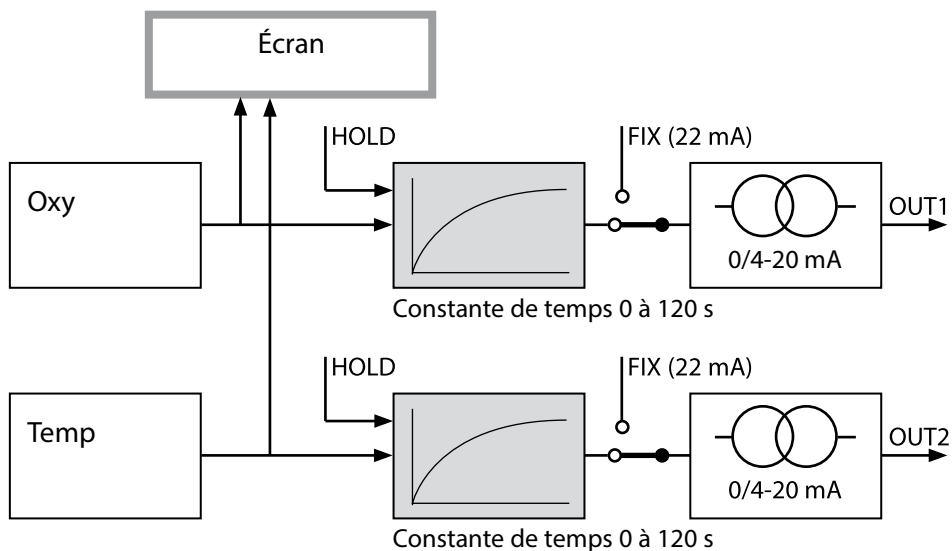 Écran
HOLD
FIX (22 mA)
Oxy
OUT1
0/4-20 mA
Constante de temps 0 à 120 s
HOLD
FIX (22 mA)
Temp
OUT2
0/4-20 mA
Constante de temps 0 à 120 s